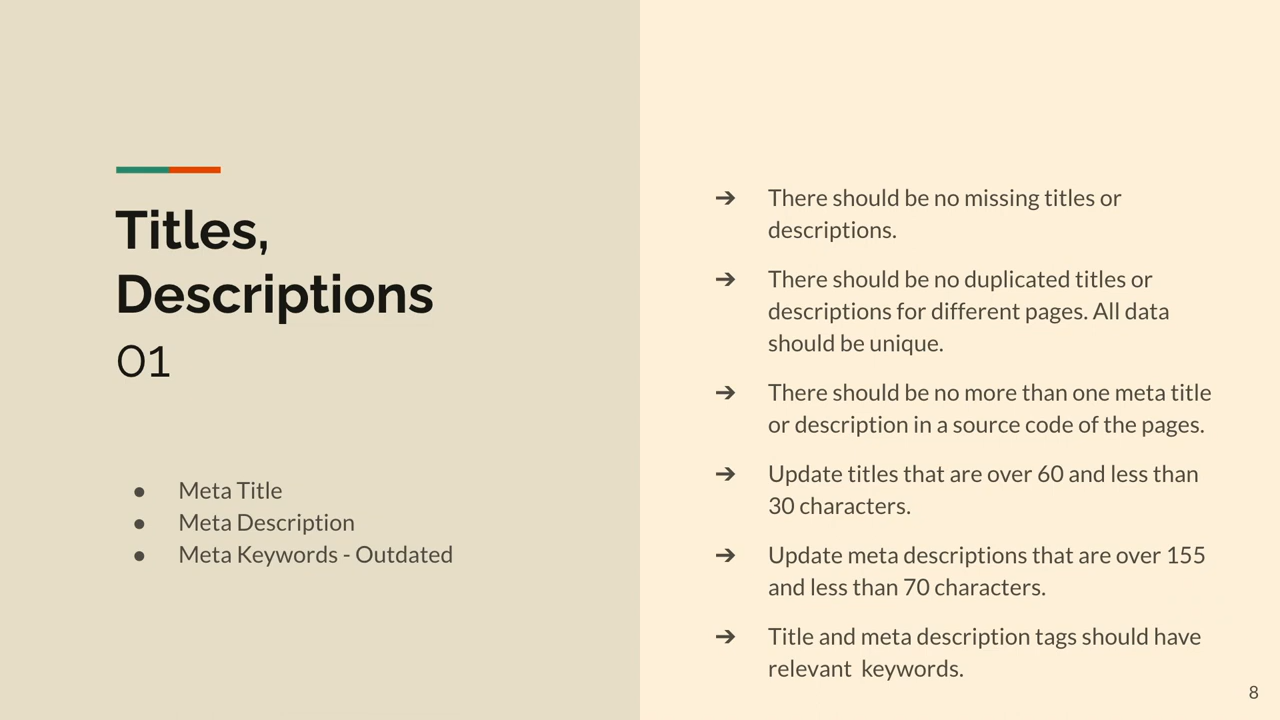 Titles,
Descriptions
01
● Meta Title
● Meta Description
● Meta Keywords - Outdated
➔ There should be no missing titles or
descriptions.
➔ There should be no duplicated titles or
descriptions for different pages. All data
should be unique.
➔ There should be no more than one meta title
or description in a source code of the pages.
➔ Update titles that are over 60 and less than
30 characters.
➔ Update meta descriptions that are over 155
and less than 70 characters.
➔ Title and meta description tags should have
relevant  keywords.
8